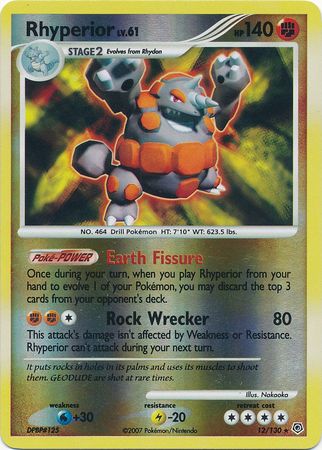 Rhyperior LV.61 HP 140
STAGE2 Evolves from Rhydon
NO. 464 Drill Pokémon HT: 7'10" WT: 623.5 lbs.
Poké-POWER Earth Fissure
Once during your turn, when you play Rhyperior from your
hand to evolve 1 of your Pokémon, you may discard the top 3
cards from your opponent's deck.
Rock Wrecker 80
This attack's damage isn't affected by Weakness or Resistance.
Rhyperior can't attack during your next turn.
It puts rocks in holes in its palms and uses its muscles to shoot
them. GEODUDE are shot at rare times.
Illus. Nakaoka
weakness resistance retreat cost
+30 -20
DPBP#125 ©2007 Pokémon/Nintendo 12/130 ★